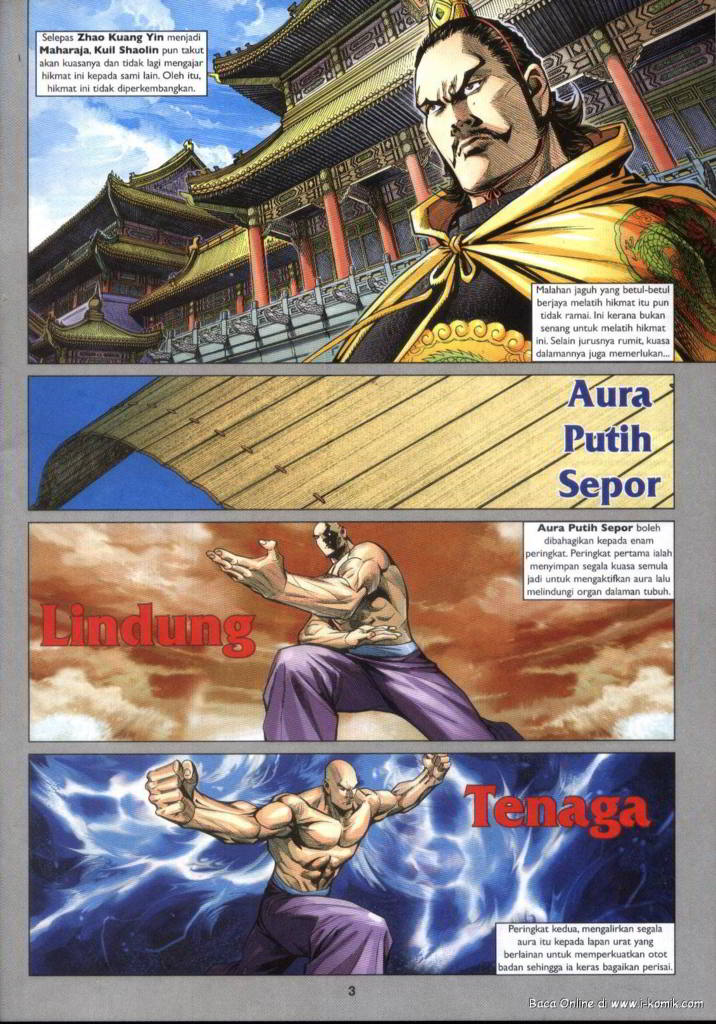 Selepas Zhao Kuang Yin menjadi
Maharaja, Kuil Shaolin pun takut
akan kuasanya dan tidak lagi mengajar
hikmat ini kepada sami lain. Oleh itu,
hikmat ini tidak diperkembangkan.
Malahan jaguh yang betul-betul
berjaya melatih hikmat itu pun
tidak ramai. Ini kerana bukan
senang untuk melatih hikmat
ini. Selain jurusnya rumit, kuasa
dalamannya juga memerlukan...
Aura
Putih
Sepor
Aura Putih Sepor boleh
dibahagikan kepada enam
peringkat. Peringkat pertama ialah
menyimpan segala kuasa semula
jadi untuk mengaktifkan aura lalu
melindungi organ dalaman tubuh.
Lindung
Tenaga
Peringkat kedua, mengalirkan segala
aura itu kepada lapan urat yang
berlainan untuk memperkuatkan otot
badan sehingga ia keras bagaikan perisai.
3
Baca Online di www.i-komik.com